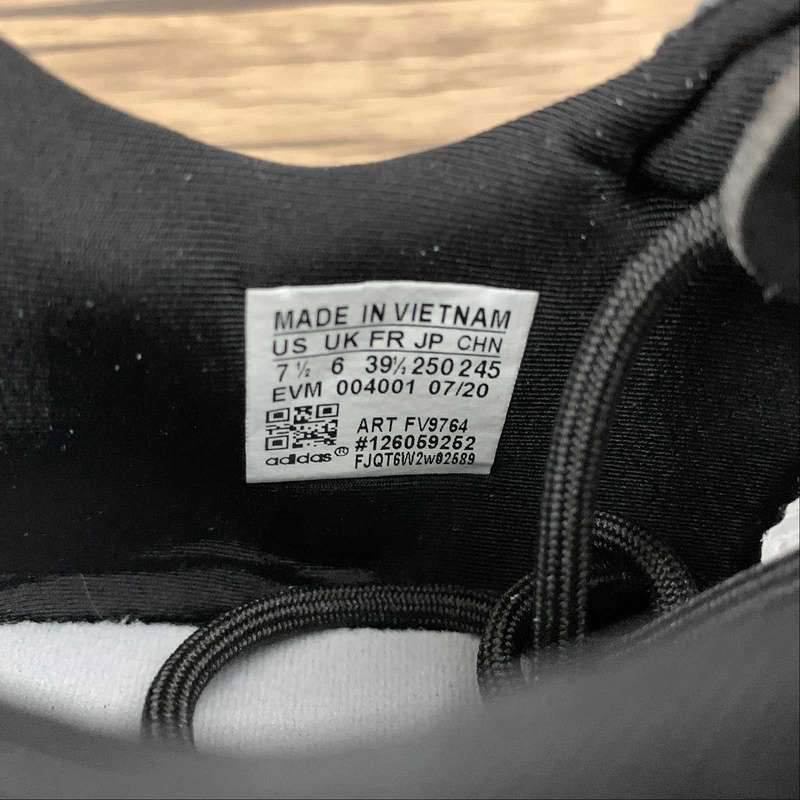 MADE IN VIETNAM
US UK FR JP CHN
7 ½ 6 39⅓ 250 245
EVM 004001 07/20
ART FV9764
#126059252
adidas® FJQT6W2w92589